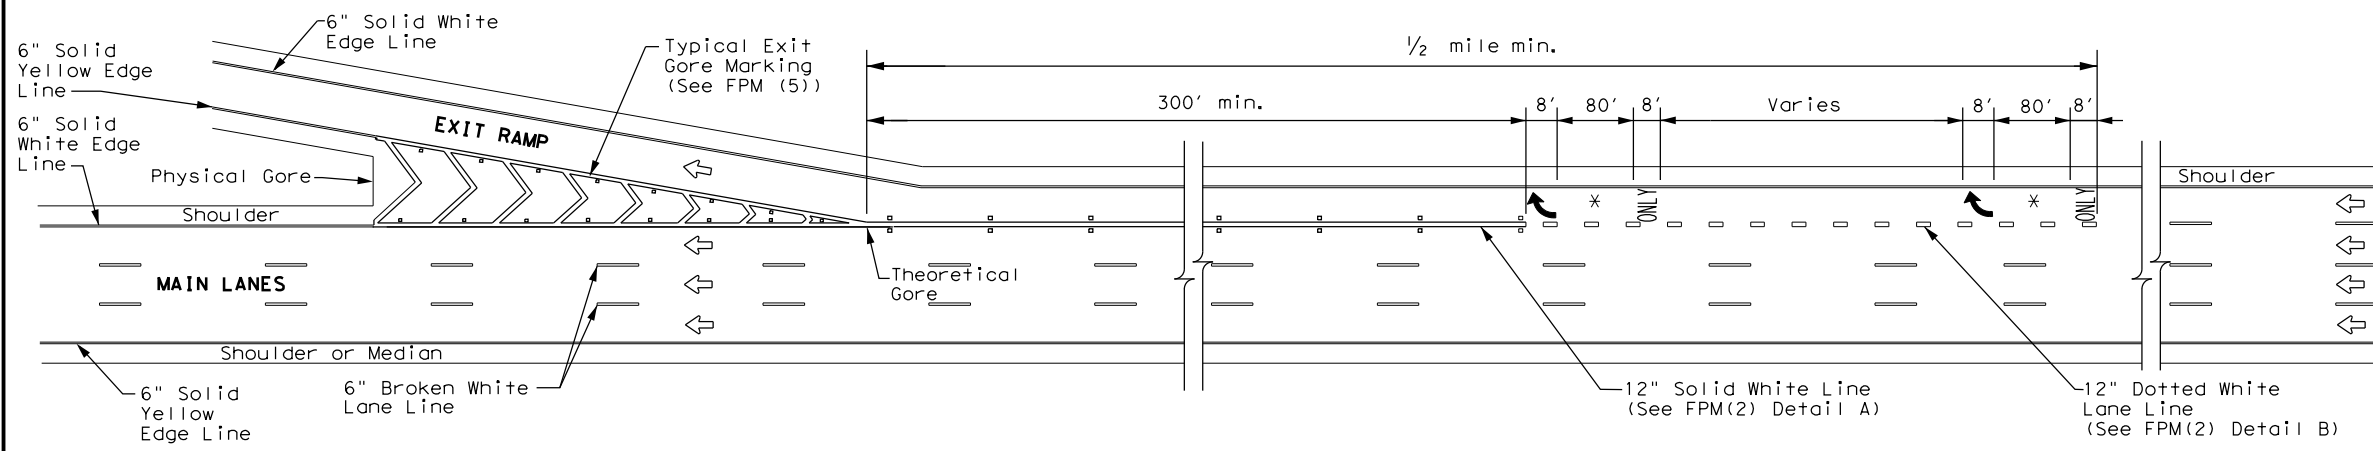 6" Solid White
Edge Line
6" Solid
Yellow Edge
Line
Typical Exit
Gore Marking
(See FPM (5))
1/2 mile min.
300' min.
8'
80'
8'
Varies
8'
80'
8'
6" Solid
White Edge
Line
EXIT RAMP
Physical Gore
Shoulder
Shoulder
*
ONLY
*
ONLY
MAIN LANES
Theoretical
Gore
Shoulder or Median
6" Solid
Yellow
Edge Line
6" Broken White
Lane Line
12" Solid White Line
(See FPM(2) Detail A)
12" Dotted White
Lane Line
(See FPM(2) Detail B)